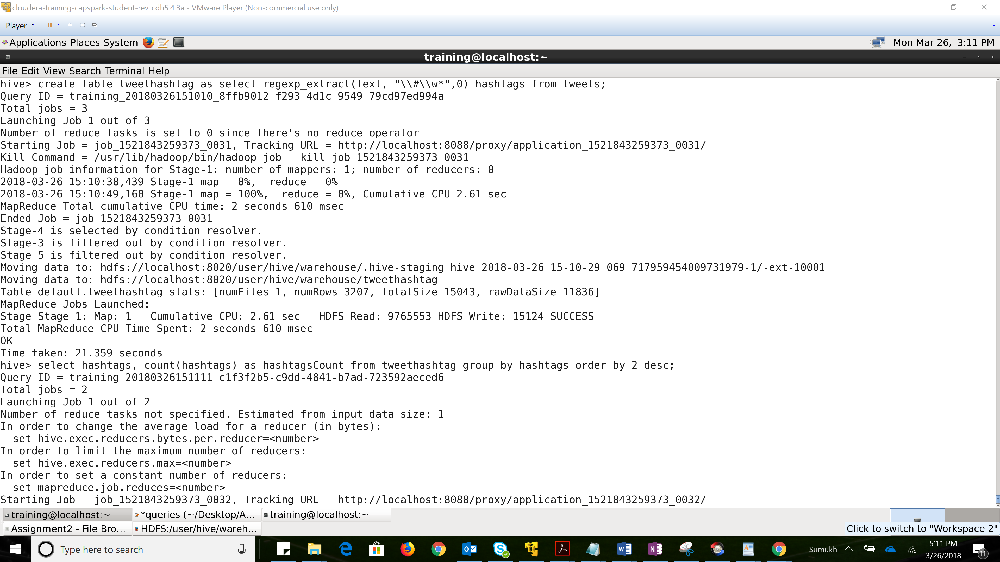 cloudera-training-capspark-student-rev_cdh5.4.3a - VMware Player (Non-commercial use only)
Player
Applications Places System
Mon Mar 26,  3:11 PM
training@localhost:~
File Edit View Search Terminal Help
hive> create table tweethashtag as select regexp_extract(text, "\\#\\w*",0) hashtags from tweets;
Query ID = training_20180326151010_8ffb9012-f293-4d1c-9549-79cd97ed994a
Total jobs = 3
Launching Job 1 out of 3
Number of reduce tasks is set to 0 since there's no reduce operator
Starting Job = job_1521843259373_0031, Tracking URL = http://localhost:8088/proxy/application_1521843259373_0031/
Kill Command = /usr/lib/hadoop/bin/hadoop job  -kill job_1521843259373_0031
Hadoop job information for Stage-1: number of mappers: 1; number of reducers: 0
2018-03-26 15:10:38,439 Stage-1 map = 0%,  reduce = 0%
2018-03-26 15:10:49,160 Stage-1 map = 100%,  reduce = 0%, Cumulative CPU 2.61 sec
MapReduce Total cumulative CPU time: 2 seconds 610 msec
Ended Job = job_1521843259373_0031
Stage-4 is selected by condition resolver.
Stage-3 is filtered out by condition resolver.
Stage-5 is filtered out by condition resolver.
Moving data to: hdfs://localhost:8020/user/hive/warehouse/.hive-staging_hive_2018-03-26_15-10-29_069_717959454009731979-1/-ext-10001
Moving data to: hdfs://localhost:8020/user/hive/warehouse/tweethashtag
Table default.tweethashtag stats: [numFiles=1, numRows=3207, totalSize=15043, rawDataSize=11836]
MapReduce Jobs Launched:
Stage-Stage-1: Map: 1   Cumulative CPU: 2.61 sec   HDFS Read: 9765553 HDFS Write: 15124 SUCCESS
Total MapReduce CPU Time Spent: 2 seconds 610 msec
OK
Time taken: 21.359 seconds
hive> select hashtags, count(hashtags) as hashtagsCount from tweethashtag group by hashtags order by 2 desc;
Query ID = training_20180326151111_c1f3f2b5-c9dd-4841-b7ad-723592aeced6
Total jobs = 2
Launching Job 1 out of 2
Number of reduce tasks not specified. Estimated from input data size: 1
In order to change the average load for a reducer (in bytes):
  set hive.exec.reducers.bytes.per.reducer=<number>
In order to limit the maximum number of reducers:
  set hive.exec.reducers.max=<number>
In order to set a constant number of reducers:
  set mapreduce.job.reduces=<number>
Starting Job = job_1521843259373_0032, Tracking URL = http://localhost:8088/proxy/application_1521843259373_0032/
training@localhost:~
*queries (~/Desktop/A...
training@localhost:~
Assignment2 - File Bro...
HDFS:/user/hive/wareh...
Click to switch to "Workspace 2"
Type here to search
Sumukh
5:11 PM
3/26/2018
11